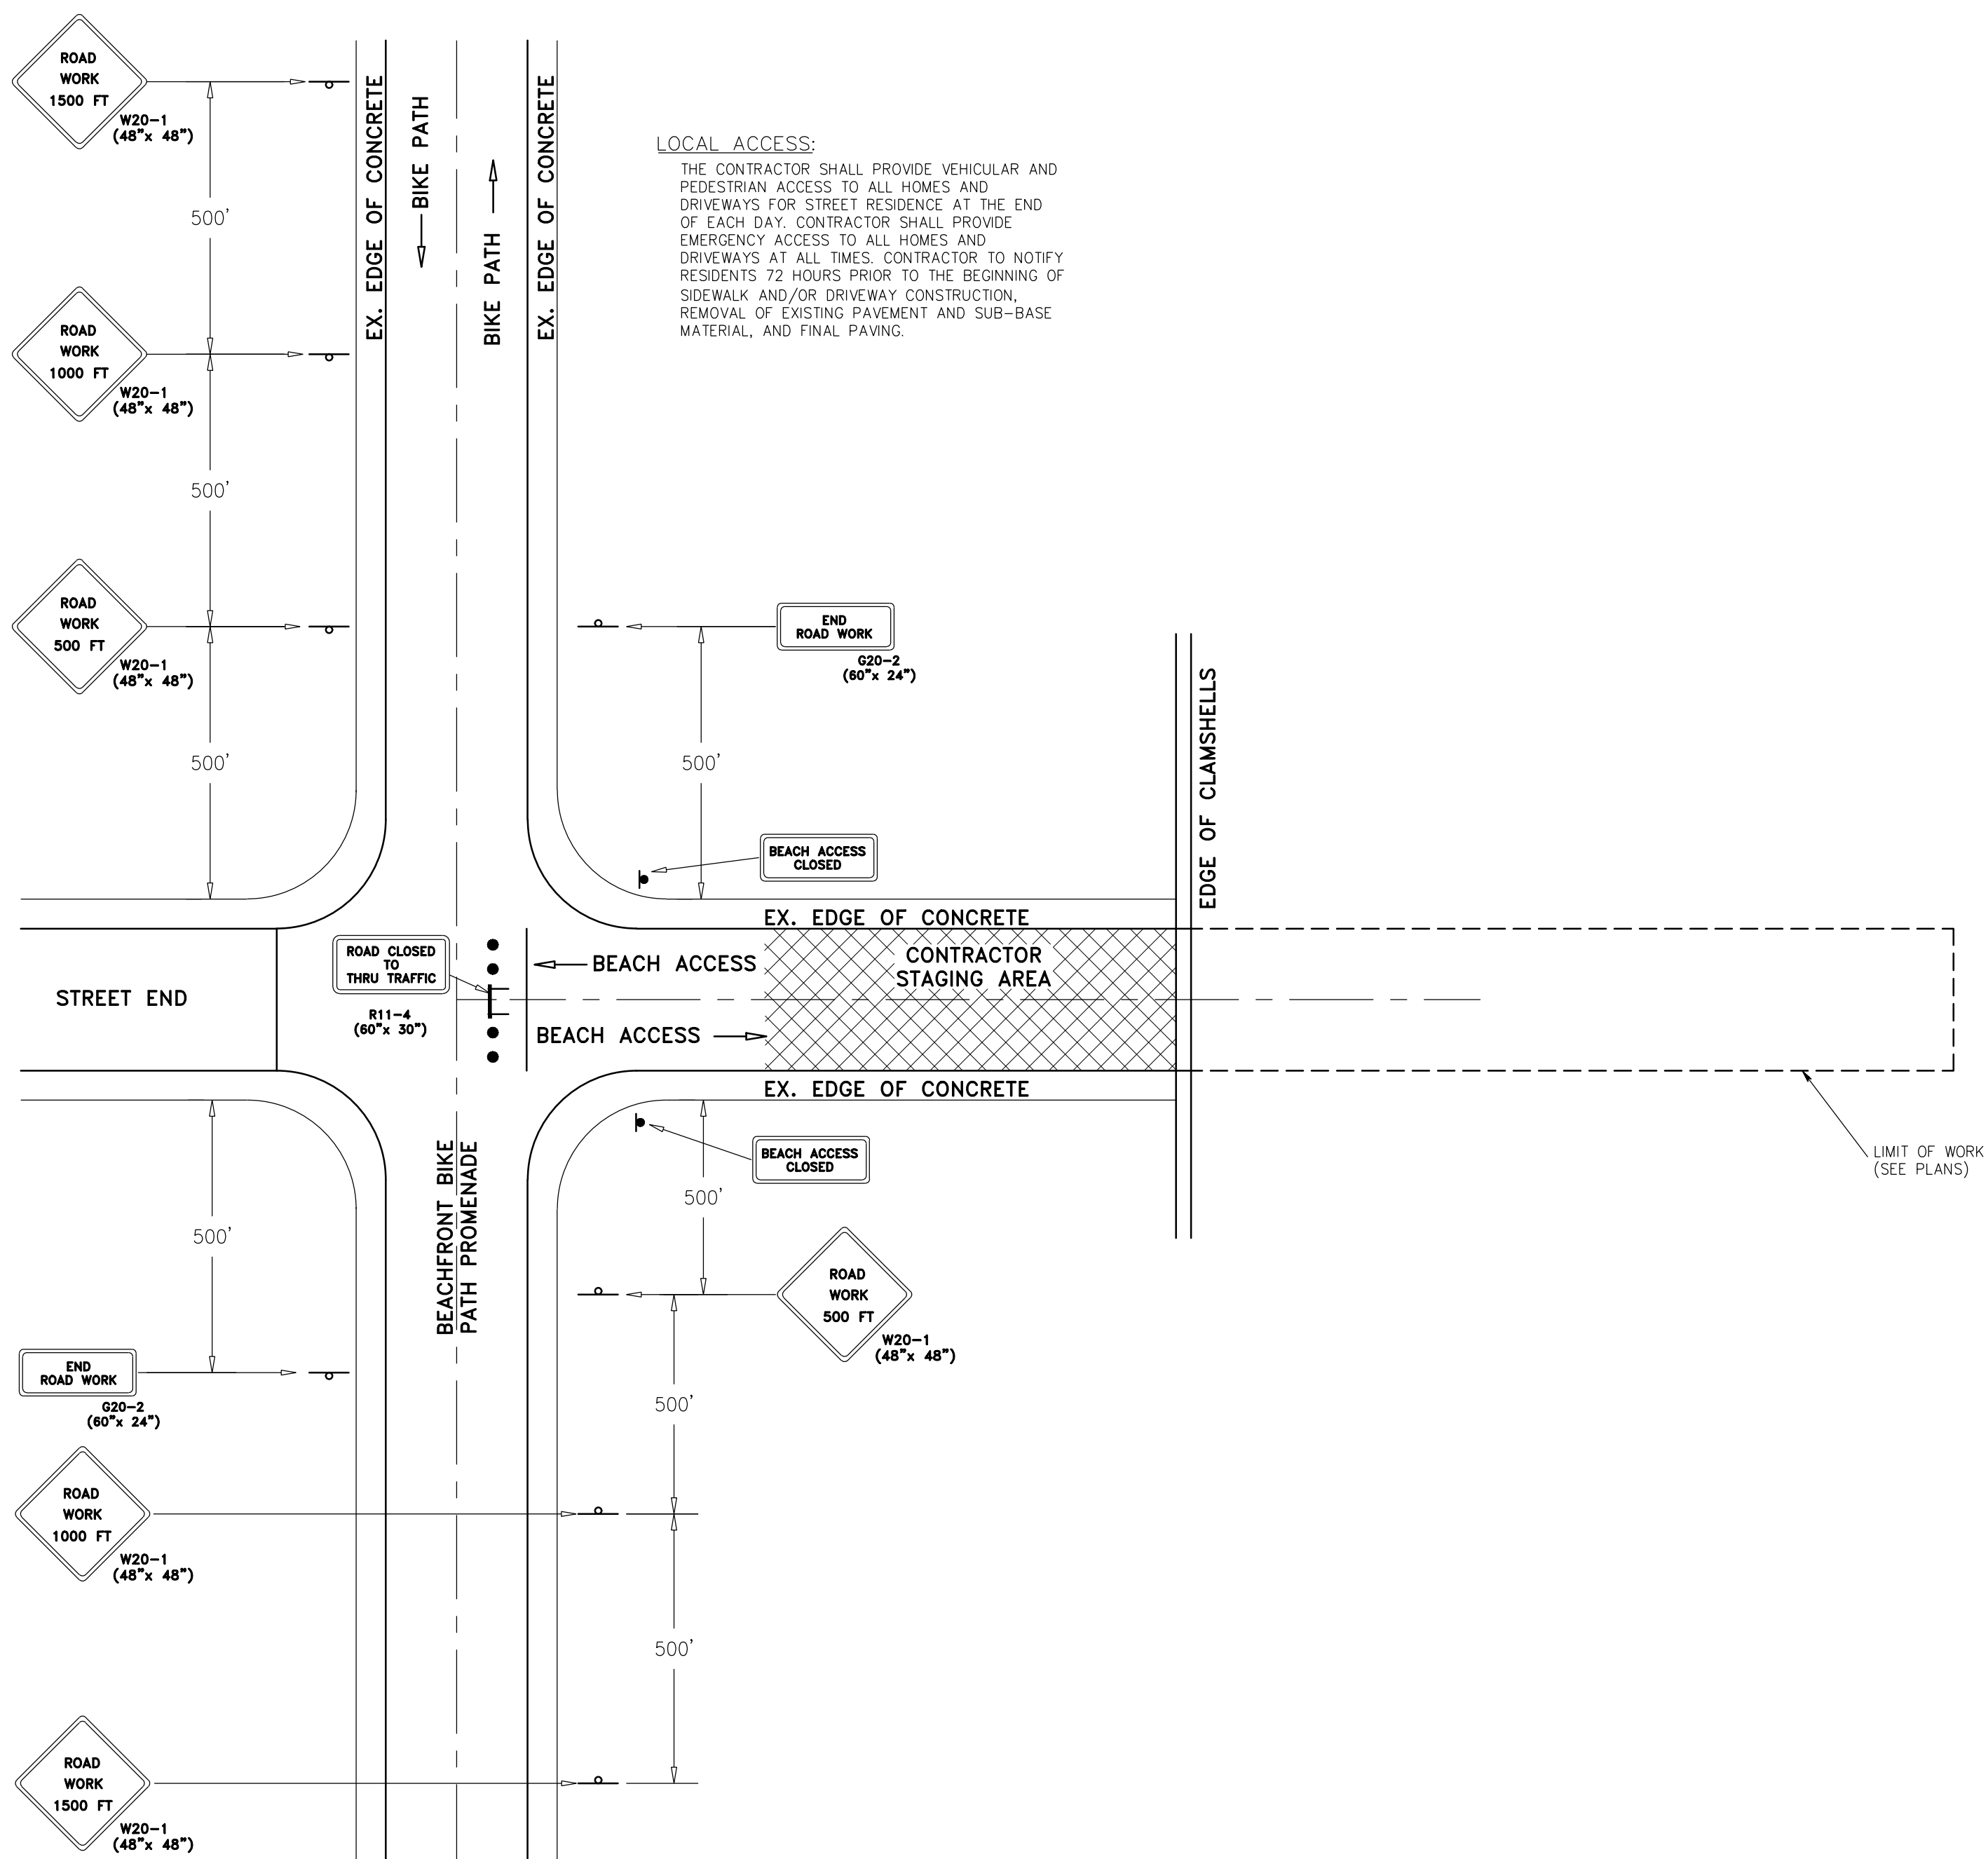 ROAD
WORK
1500 FT
W20-1
(48"x 48")
500'
EX. EDGE OF CONCRETE
BIKE PATH
BIKE PATH
EX. EDGE OF CONCRETE
LOCAL ACCESS:
THE CONTRACTOR SHALL PROVIDE VEHICULAR AND
PEDESTRIAN ACCESS TO ALL HOMES AND
DRIVEWAYS FOR STREET RESIDENCE AT THE END
OF EACH DAY. CONTRACTOR SHALL PROVIDE
EMERGENCY ACCESS TO ALL HOMES AND
DRIVEWAYS AT ALL TIMES. CONTRACTOR TO NOTIFY
RESIDENTS 72 HOURS PRIOR TO THE BEGINNING OF
SIDEWALK AND/OR DRIVEWAY CONSTRUCTION,
REMOVAL OF EXISTING PAVEMENT AND SUB-BASE
MATERIAL, AND FINAL PAVING.
ROAD
WORK
1000 FT
W20-1
(48"x 48")
500'
ROAD
WORK
500 FT
W20-1
(48"x 48")
500'
END
ROAD WORK
G20-2
(60"x 24")
500'
EDGE OF CLAMSHELLS
BEACH ACCESS
CLOSED
EX. EDGE OF CONCRETE
ROAD CLOSED
TO
THRU TRAFFIC
R11-4
(60"x 30")
BEACH ACCESS
CONTRACTOR
STAGING AREA
STREET END
BEACH ACCESS
EX. EDGE OF CONCRETE
BEACH ACCESS
CLOSED
LIMIT OF WORK
(SEE PLANS)
BEACHFRONT BIKE
PATH PROMENADE
500'
500'
ROAD
WORK
500 FT
W20-1
(48"x 48")
END
ROAD WORK
G20-2
(60"x 24")
500'
ROAD
WORK
1000 FT
W20-1
(48"x 48")
500'
ROAD
WORK
1500 FT
W20-1
(48"x 48")